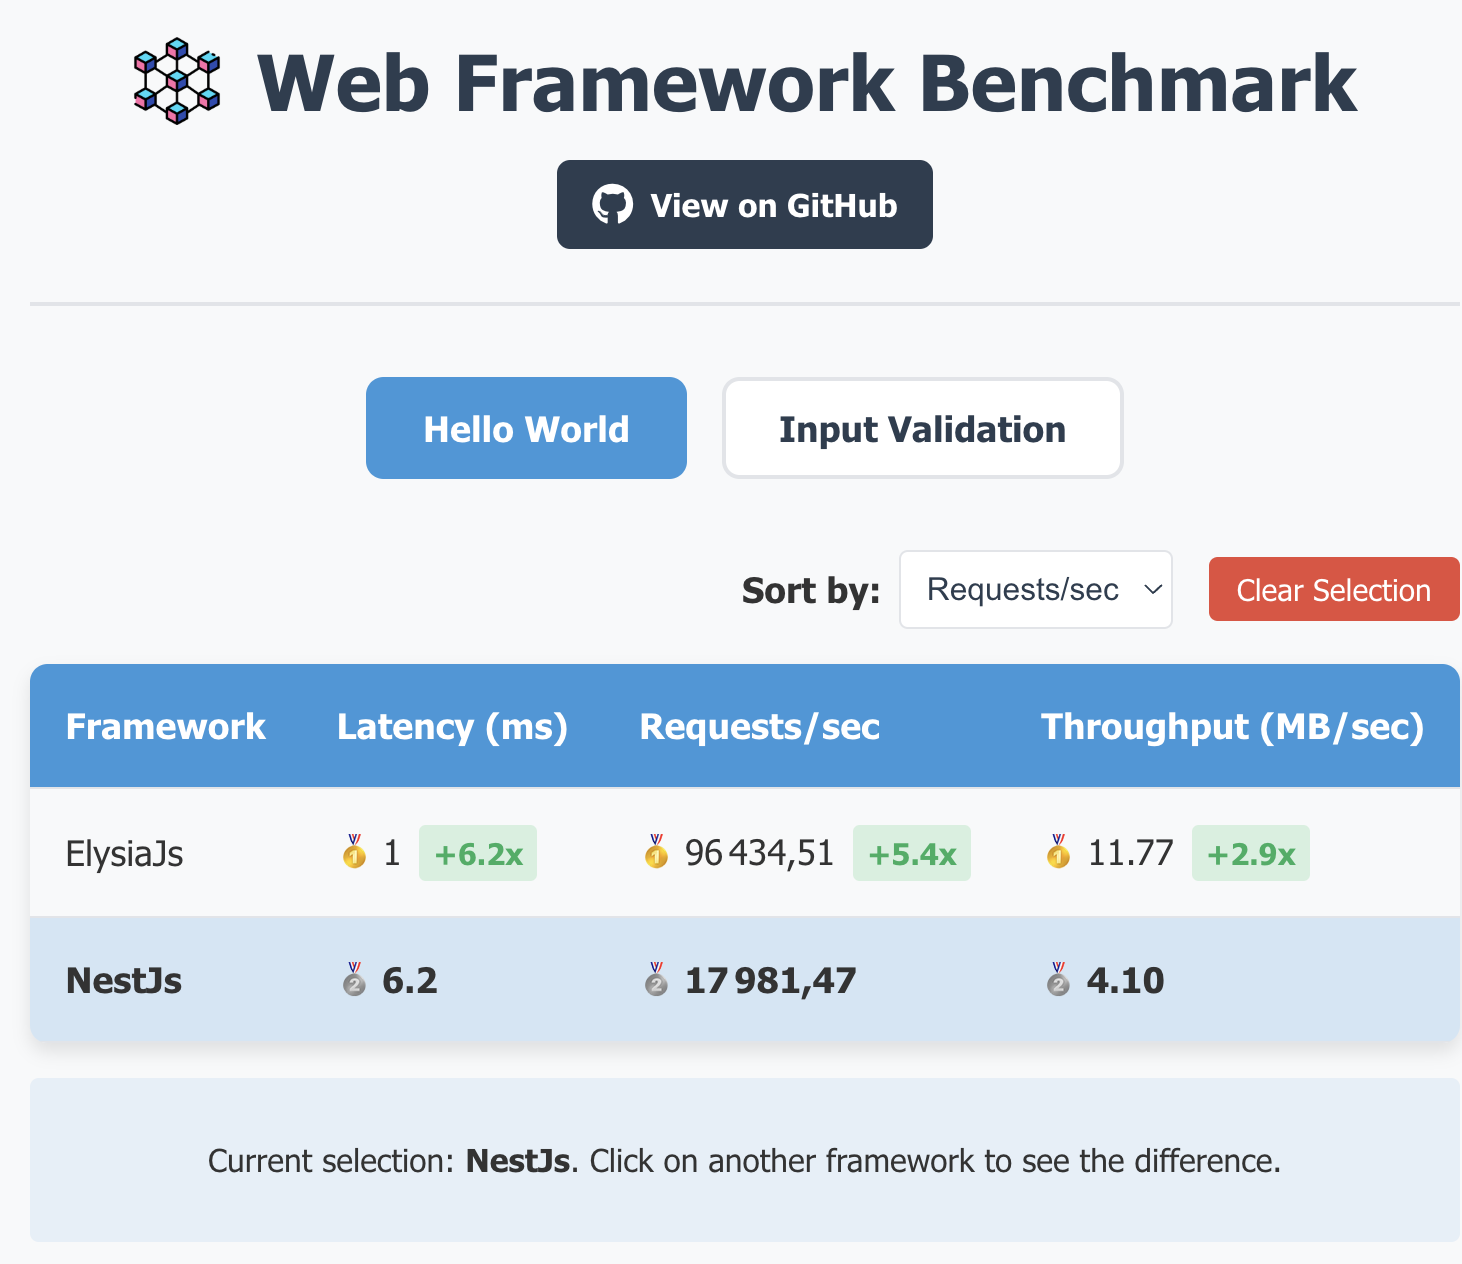 Web Framework Benchmark
View on GitHub
Hello World
Input Validation
Sort by: Requests/sec Clear Selection
Framework Latency (ms) Requests/sec Throughput (MB/sec)
ElysiaJs 1 1 +6.2x 1 96 434,51 +5.4x 1 11.77 +2.9x
NestJs 2 6.2 2 17 981,47 2 4.10
Current selection: NestJs. Click on another framework to see the difference.